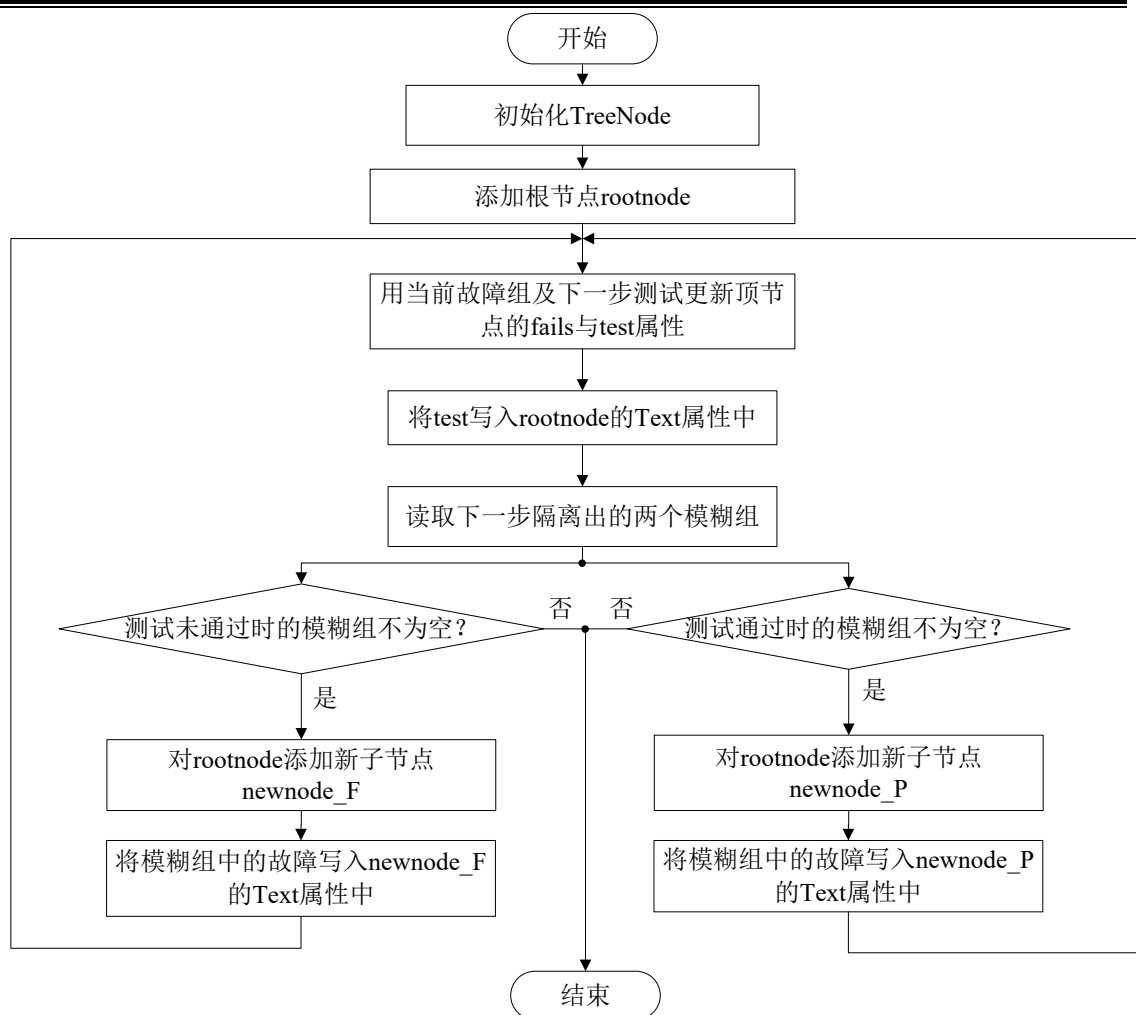 开始
初始化TreeNode
添加根节点rootnode
用当前故障组及下一步测试更新顶节
点的fails与test属性
将test写入rootnode的Text属性中
读取下一步隔离出的两个模糊组
测试未通过时的模糊组不为空?
否
否
测试通过时的模糊组不为空?
是
是
对rootnode添加新子节点
newnode_F
对rootnode添加新子节点
newnode_P
将模糊组中的故障写入newnode_F
的Text属性中
将模糊组中的故障写入newnode_P
的Text属性中
结束